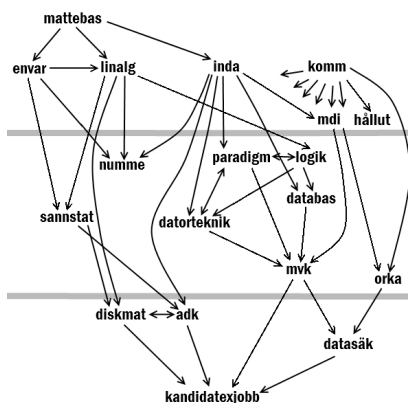 mattebas
envar linalg inda komm
mdi hållut
numme paradigm logik
databas
sannstat datorteknik
mvk orka
diskmat adk
datasäk
kandidatexjobb